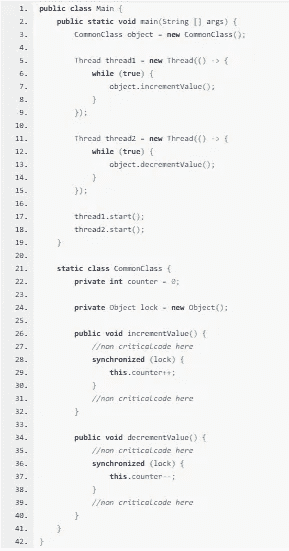 1. public class Main {
2. public static void main(String [] args) {
3. CommonClass object = new CommonClass();
4.
5. Thread thread1 = new Thread(() -> {
6. while (true) {
7. object.incrementValue();
8. }
9. });
10.
11. Thread thread2 = new Thread(() -> {
12. while (true) {
13. object.decrementValue();
14. }
15. });
16.
17. thread1.start();
18. thread2.start();
19. }
20.
21. static class CommonClass {
22. private int counter = 0;
23.
24. private Object lock = new Object();
25.
26. public void incrementValue() {
27. //non criticalcode here
28. synchronized (lock) {
29. this.counter++;
30. }
31. //non criticalcode here
32. }
33.
34. public void decrementValue() {
35. //non criticalcode here
36. synchronized (lock) {
37. this.counter--;
38. }
39. //non criticalcode here
40. }
41. }
42. }